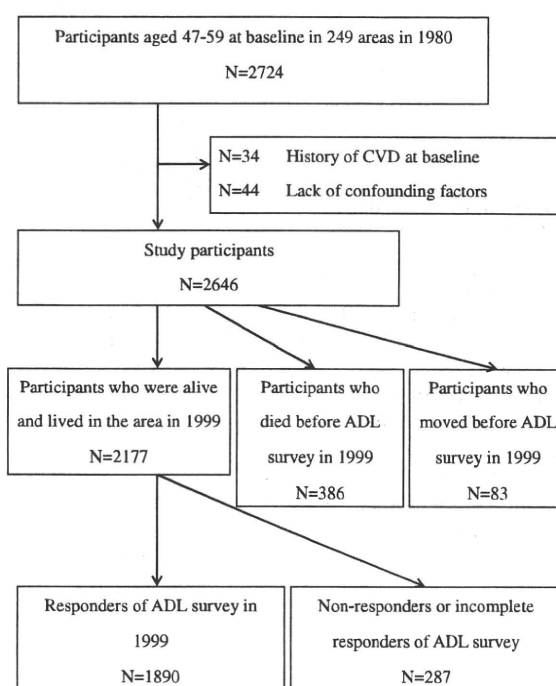 Participants aged 47-59 at baseline in 249 areas in 1980
N=2724
N=34 History of CVD at baseline
N=44 Lack of confounding factors
Study participants
N=2646
Participants who were alive
and lived in the area in 1999
N=2177
Participants who
died before ADL
survey in 1999
N=386
Participants who
moved before ADL
survey in 1999
N=83
Responders of ADL survey in
1999
N=1890
Non-responders or incomplete
responders of ADL survey
N=287